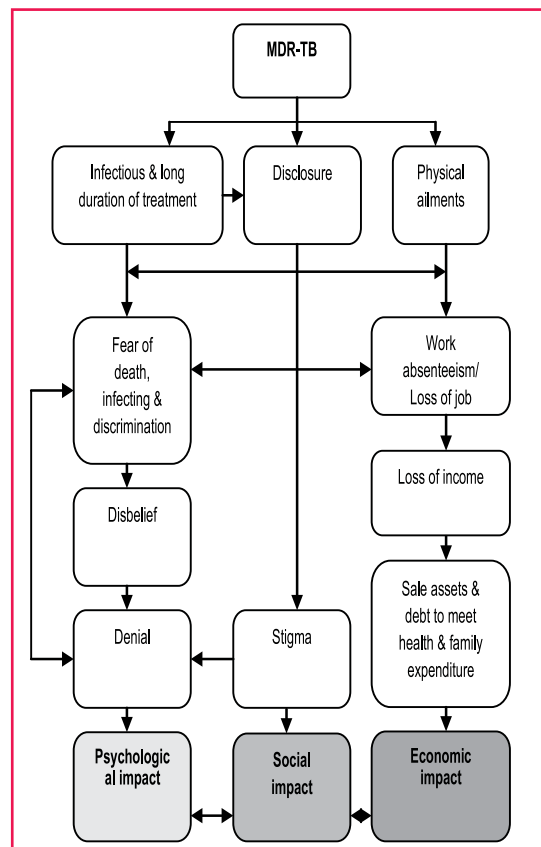 MDR-TB
Infectious & long
duration of treatment
Disclosure
Physical
ailments
Fear of
death,
infecting &
discrimination
Work
absenteeism/
Loss of job
Disbelief
Loss of income
Denial
Stigma
Sale assets &
debt to meet
health & family
expenditure
Psychologic
al impact
Social
impact
Economic
impact